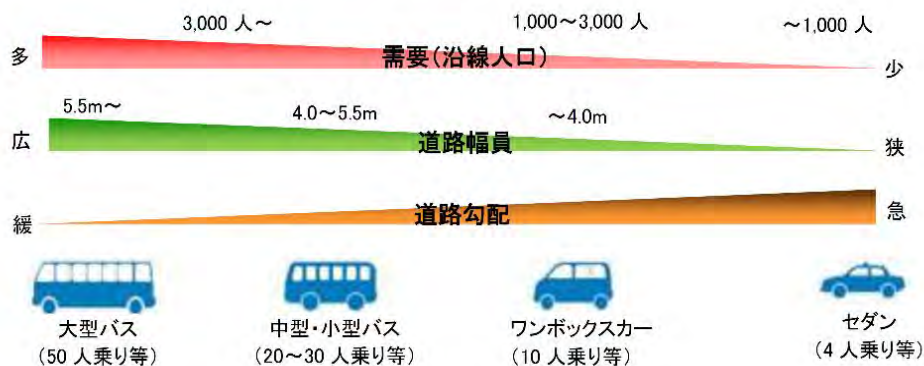 3,000 人～ 1,000～3,000 人 ～1,000 人
多 需要(沿線人口) 少
5.5m～ 4.0～5.5m ～4.0m
広 道路幅員 狭
緩 道路勾配 急
大型バス 中型・小型バス ワンボックスカー セダン
(50 人乗り等) (20～30 人乗り等) (10 人乗り等) (4 人乗り等)